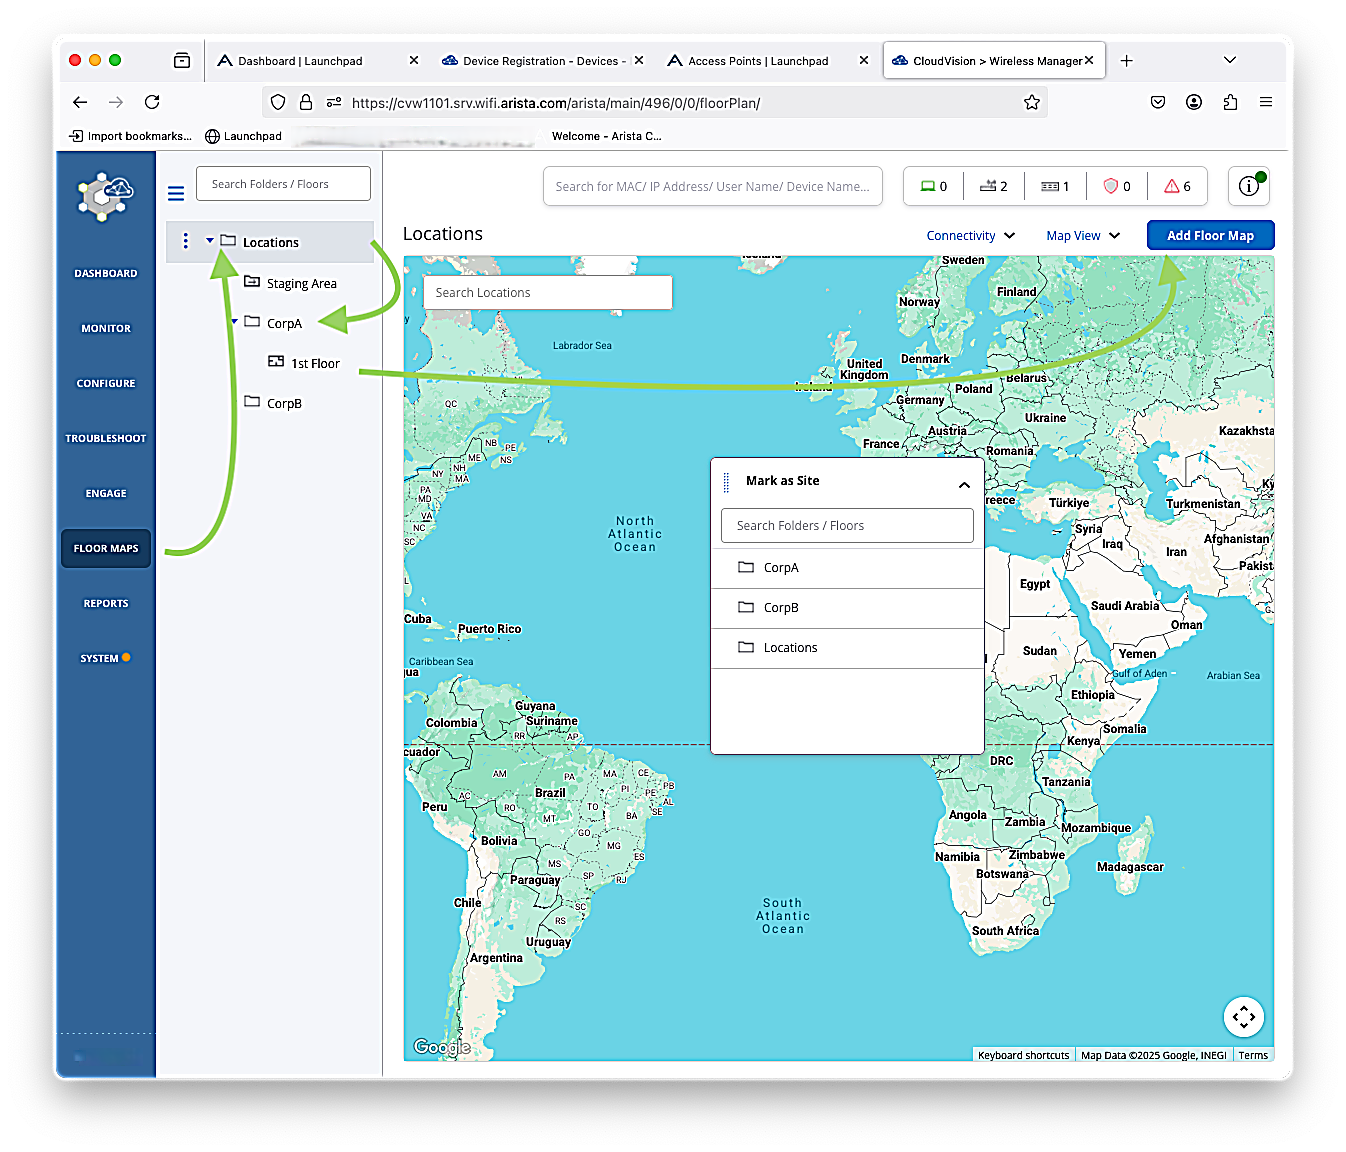 Dashboard | Launchpad
Device Registration - Devices -
Access Points | Launchpad
CloudVision > Wireless Manager
https://cvw1101.srv.wifi.arista.com/arista/main/496/0/0/floorPlan/
Import bookmarks...
Launchpad
Welcome - Arista C...
DASHBOARD
MONITOR
CONFIGURE
TROUBLESHOOT
ENGAGE
FLOOR MAPS
REPORTS
SYSTEM
Search Folders / Floors
Locations
Staging Area
CorpA
1st Floor
CorpB
Search for MAC/ IP Address/ User Name/ Device Name...
0
2
1
0
6
Locations
Connectivity
Map View
Add Floor Map
Search Locations
Sweden
Finland
Norway
Labrador Sea
United
Kingdom
Denmark
Ireland
Belarus
Poland
Germany
QC
Ukraine
Austria
Kazakhsta
France
Romania
NB
PE
ME
NS
NH
NY
MA
PA
MD
VA
NC
SC
Mark as Site
Search Folders / Floors
CorpA
CorpB
Locations
reece
Türkiye
Turkmenistan
Ky
Syria
Iraq
Iran
Afghanistan
Pakist
North
Atlantic
Ocean
Egypt
Saudi Arabia
Oman
Cuba
Puerto Rico
Sudan
Yemen
Caribbean Sea
Gulf of Aden
Arabian Sea
Ethiopia
Guyana
Suriname
Colombia
RR
AP
Somalia
Kenya
cuador
DRC
AM
PA
MA
CE
Tanzania
AC
Brazil
PI
PB
PE
AL
Peru
RO
TO
SE
MT
BA
Angola
Zambia
Mozambique
GO
Bolivia
MG
ES
Namibia
Zimbabwe
MS
Botswana
Madagascar
Paraguay
SP
RJ
Chile
SC
South
Atlantic
Ocean
RS
Uruguay
South Africa
Argentina
Google
Keyboard shortcuts
Map Data ©2025 Google, INEGI
Terms